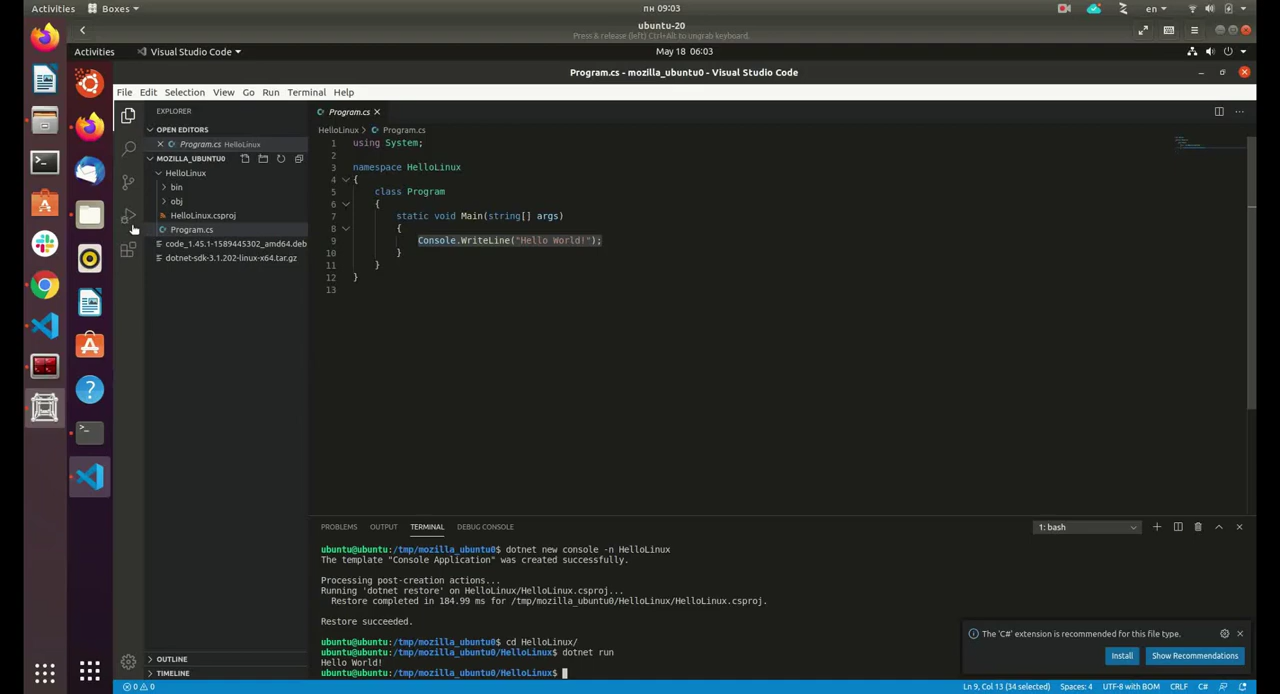 Activities Boxes пн 09:03 en
ubuntu-20
Press & release (left) Ctrl+Alt to ungrab keyboard.
Activities Visual Studio Code May 18 06:03
Program.cs - mozilla_ubuntu0 - Visual Studio Code
File Edit Selection View Go Run Terminal Help
EXPLORER
OPEN EDITORS
Program.cs HelloLinux
MOZILLA_UBUNTU0
HelloLinux
bin
obj
HelloLinux.csproj
Program.cs
code_1.45.1-1589445302_amd64.deb
dotnet-sdk-3.1.202-linux-x64.tar.gz
OUTLINE
TIMELINE
Program.cs
HelloLinux > Program.cs
1 using System;
2
3 namespace HelloLinux
4 {
5 class Program
6 {
7 static void Main(string[] args)
8 {
9 Console.WriteLine("Hello World!");
10 }
11 }
12 }
13
PROBLEMS OUTPUT TERMINAL DEBUG CONSOLE 1: bash
ubuntu@ubuntu:/tmp/mozilla_ubuntu0$ dotnet new console -n HelloLinux
The template "Console Application" was created successfully.
Processing post-creation actions...
Running 'dotnet restore' on HelloLinux/HelloLinux.csproj...
Restore completed in 184.99 ms for /tmp/mozilla_ubuntu0/HelloLinux/HelloLinux.csproj.
Restore succeeded.
ubuntu@ubuntu:/tmp/mozilla_ubuntu0$ cd HelloLinux/
ubuntu@ubuntu:/tmp/mozilla_ubuntu0/HelloLinux$ dotnet run
Hello World!
ubuntu@ubuntu:/tmp/mozilla_ubuntu0/HelloLinux$
The 'C#' extension is recommended for this file type.
Install Show Recommendations
0 0 Ln 9, Col 13 (34 selected) Spaces: 4 UTF-8 with BOM CRLF C#